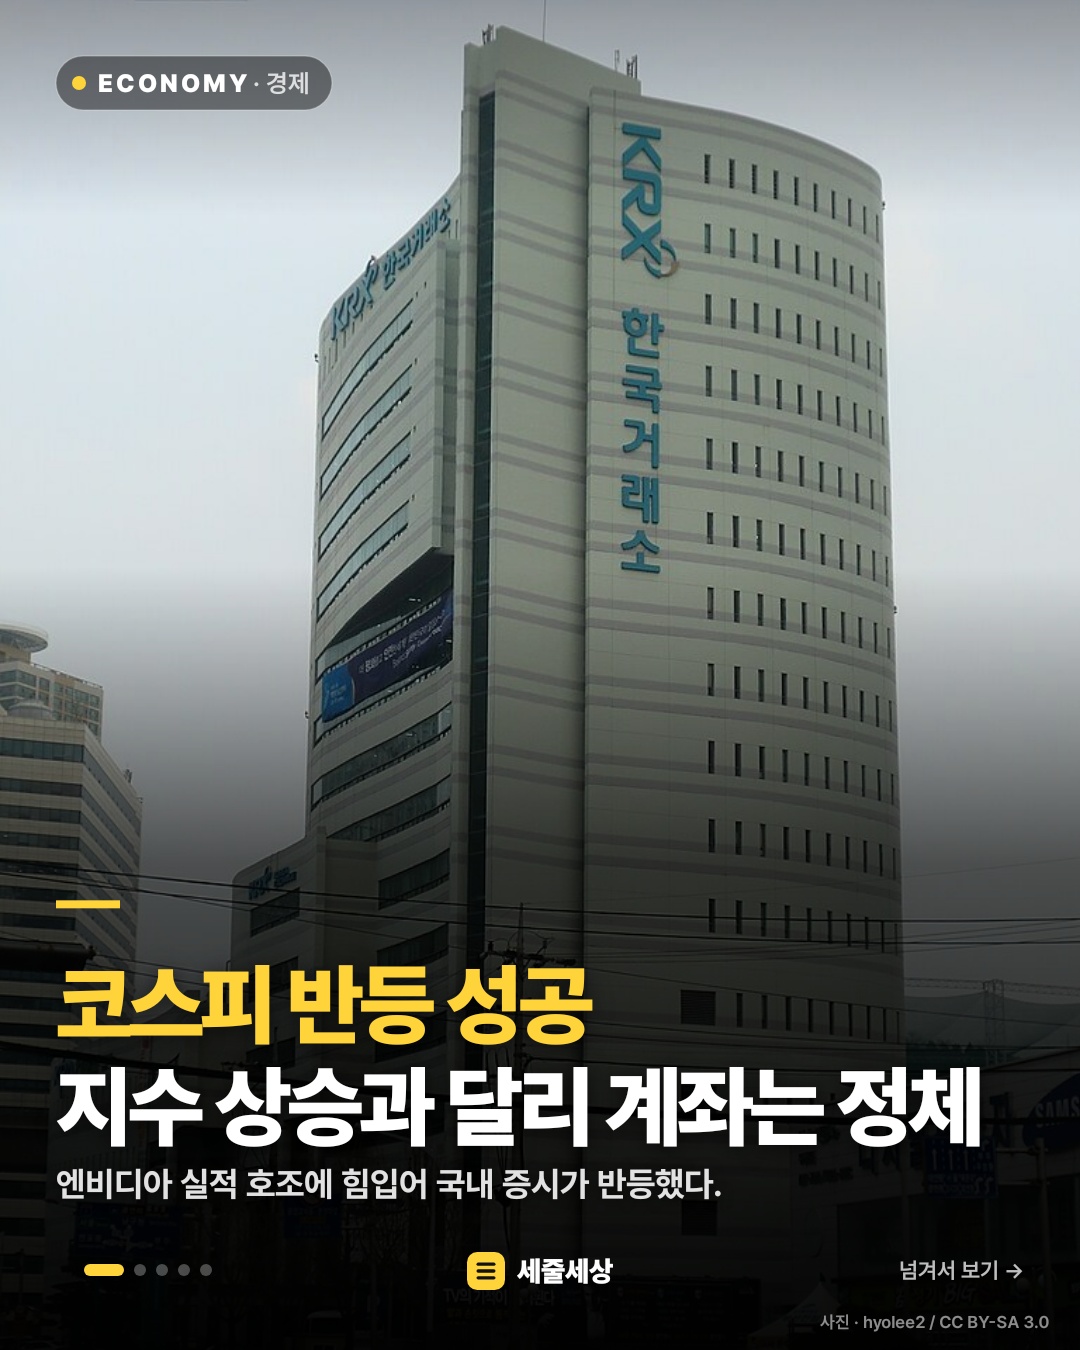 ECONOMY · 경제
KRX 한국거래소
KRX 한국거래소
코스피 반등 성공
지수 상승과 달리 계좌는 정체
엔비디아 실적 호조에 힘입어 국내 증시가 반등했다.
세줄세상
넘겨서 보기 →
사진 · hyolee2 / CC BY-SA 3.0